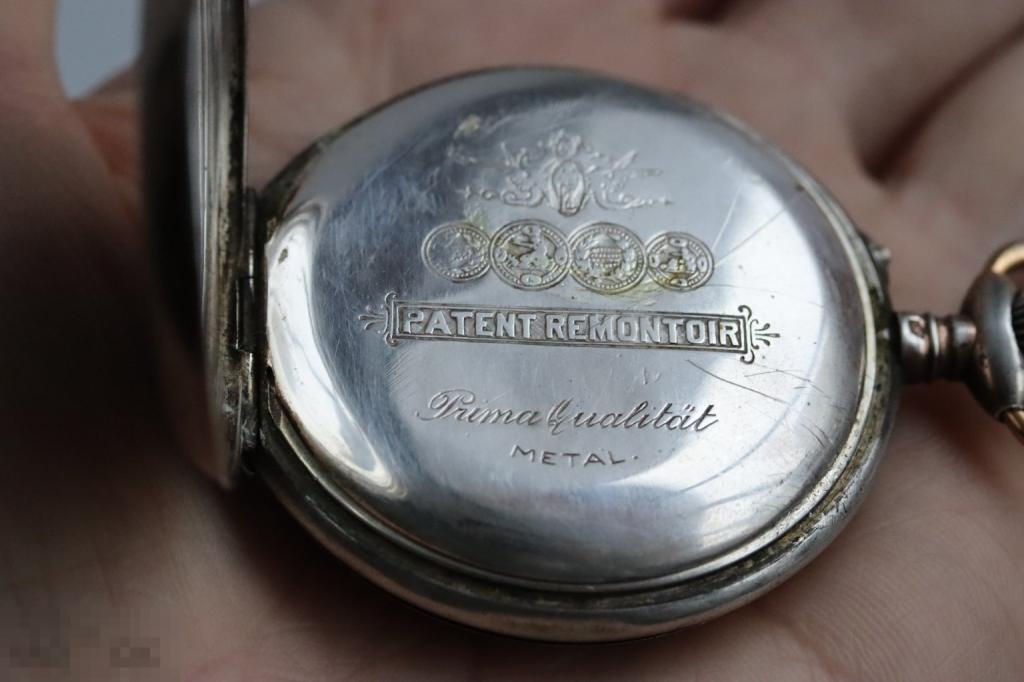 PATENT REMONTOIR
Prima Qualität
METAL.